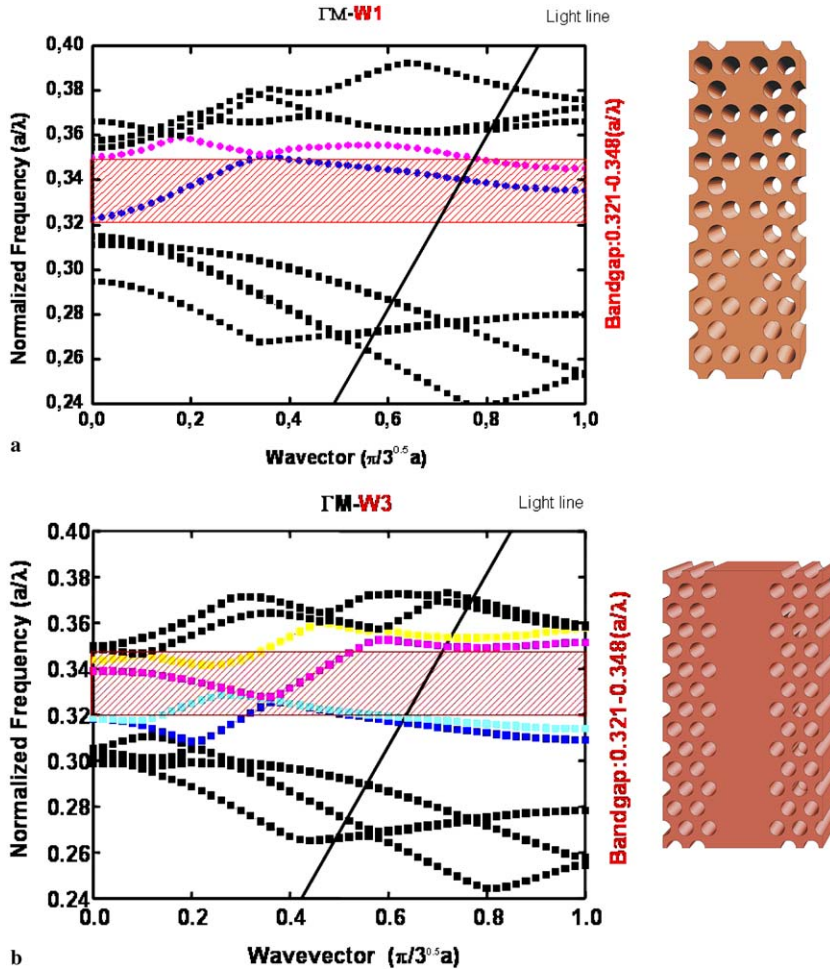 ΓM-W1
Light line
0,40
0,38
0,36
0,34
0,32
0,30
0,28
0,26
0,24
Normalized Frequency (a/λ)
Bandgap:0.321-0.348(a/λ)
0,0 0,2 0,4 0,6 0,8 1,0
Wavector (π/3^0.5a)
a
ΓM-W3
Light line
0.40
0.38
0.36
0.34
0.32
0.30
0.28
0.26
0.24
Normalized Frequency (a/λ)
Bandgap:0.321-0.348(a/λ)
0.0 0.2 0.4 0.6 0.8 1.0
Wavevector (π/3^0.5a)
b